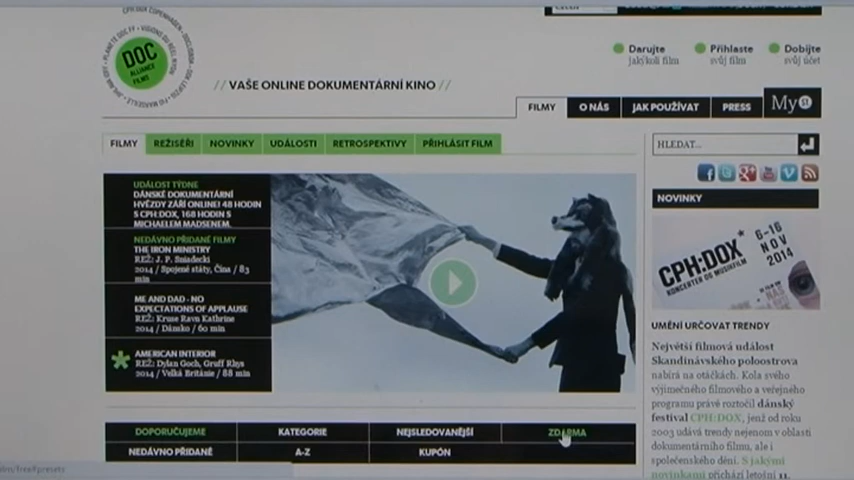 DOC
ALLIANCE
FILMS
// VAŠE ONLINE DOKUMENTÁRNÍ KINO //
Darujte
jakýkoli film
Přihlaste
svůj film
Dobijte
svůj účet
FILMY
O NÁS
JAK POUŽÍVAT
PRESS
My
FILMY
REŽISÉŘI
NOVINKY
UDÁLOSTI
RETROSPEKTIVY
PŘIHLÁSIT FILM
HLEDAT...
UDÁLOST TÝDNE
DÁNSKÉ DOKUMENTÁRNÍ
HVĚZDY ZÁŘÍ ONLINE! 48 HODIN
S CPH:DOX, 168 HODIN S
MICHAELEM MADSENEM.
NEDÁVNO PŘIDANÉ FILMY
THE IRON MINISTRY
REŽ: J. P. Sniadecki
2014 / Spojené státy, Čína / 83
min
ME AND DAD - NO
EXPECTATIONS OF APPLAUSE
REŽ: Kruse Ravn Kathrine
2014 / Dánsko / 60 min
AMERICAN INTERIOR
REŽ: Dylan Goch, Gruff Rhys
2014 / Velká Británie / 88 min
NOVINKY
CPH:DOX*
KONCERTER OG MUSIKFILM
6-16
NOV
2014
UMĚNÍ URČOVAT TRENDY
Největší filmová událost
Skandinávského poloostrova
nabírá na otáčkách. Kola svého
výjimečného filmového a veřejného
programu právě roztočil dánský
festival CPH:DOX, jenž od roku
2003 udává trendy nejenom v oblasti
dokumentárního filmu, ale i
společenského dění. S jakými
novinkami přichází letošní 11.
DOPORUČUJEME
KATEGORIE
NEJSLEDOVANĚJŠÍ
ZDARMA
NEDÁVNO PŘIDANÉ
A-Z
KUPÓN